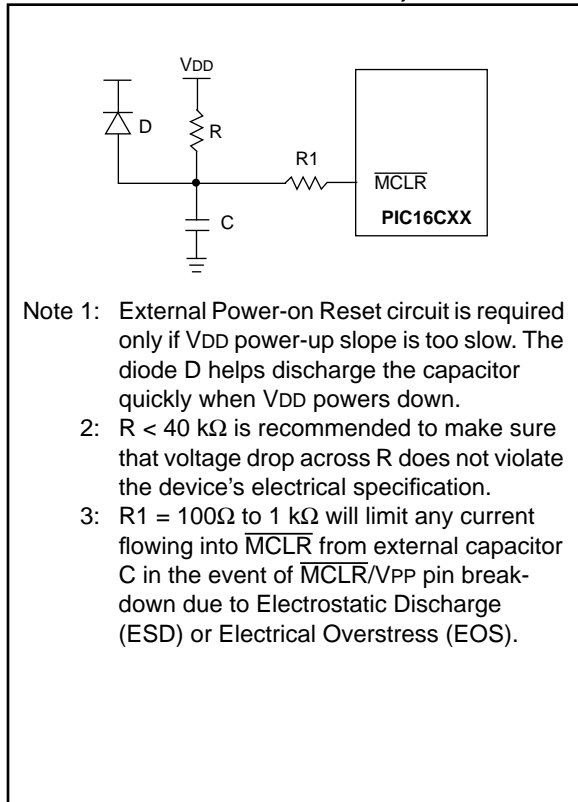 VDD
D
R
R1
MCLR
C
PIC16CXX
Note 1: External Power-on Reset circuit is required
only if VDD power-up slope is too slow. The
diode D helps discharge the capacitor
quickly when VDD powers down.
2: R < 40 kΩ is recommended to make sure
that voltage drop across R does not violate
the device's electrical specification.
3: R1 = 100Ω to 1 kΩ will limit any current
flowing into MCLR from external capacitor
C in the event of MCLR/VPP pin break-
down due to Electrostatic Discharge
(ESD) or Electrical Overstress (EOS).